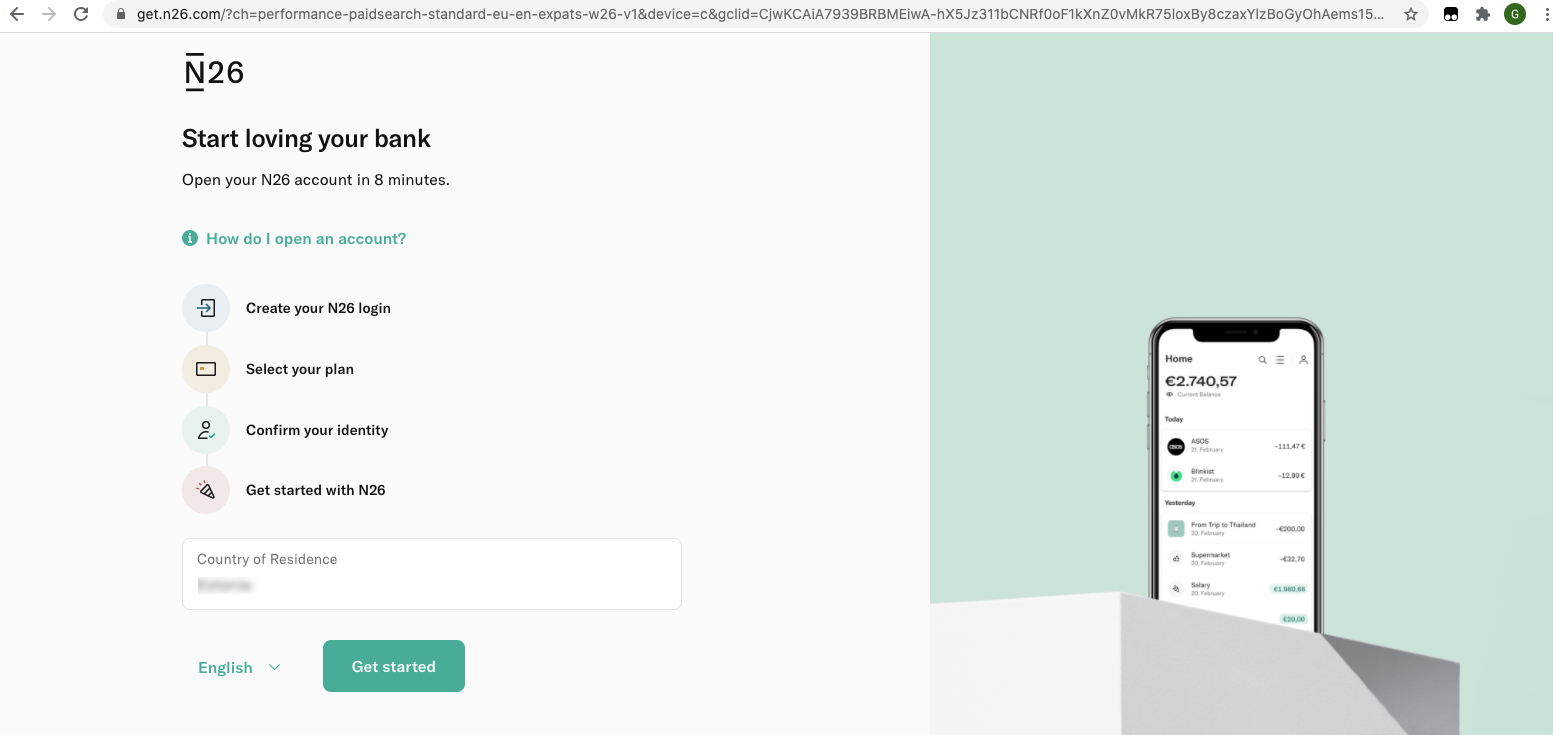 get.n26.com/?ch=performance-paidsearch-standard-eu-en-expats-w26-v1&device=c&gclid=CjwKCAiA7939BRBMEiwA-hX5Jz311bCNRf0oF1kXnZ0vMkR75loxBy8czaxYlzBoGyOhAems15...
G
N26
Start loving your bank
Open your N26 account in 8 minutes.
How do I open an account?
Create your N26 login
Select your plan
Confirm your identity
Get started with N26
Country of Residence
English
Get started
Home
€2.740,57
Current Balance
Today
ASOS
asos
-111,47 €
21. February
Blinkist
-12,99 €
21. February
Yesterday
From Trip to Thailand
-€200,00
20. February
Supermarket
-€32,70
20. February
Salary
€1.980,68
20. February
€20,00